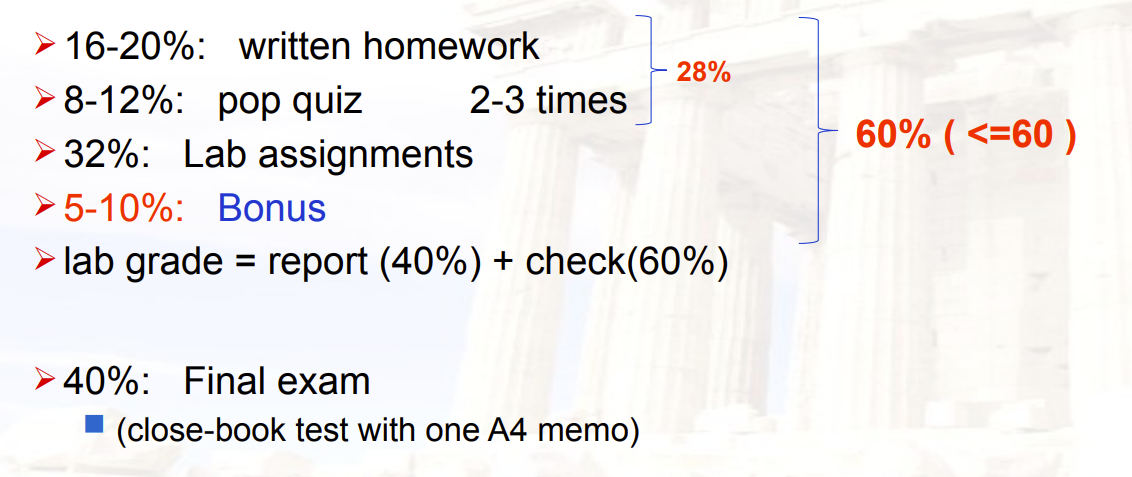 16-20%: written homework
28%
8-12%: pop quiz 2-3 times
60% ( <=60 )
32%: Lab assignments
5-10%: Bonus
lab grade = report (40%) + check(60%)
40%: Final exam
(close-book test with one A4 memo)